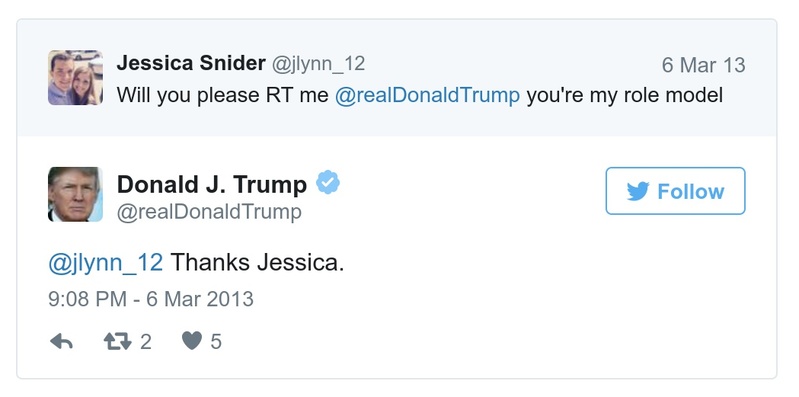 Jessica Snider @jlynn_12 6 Mar 13
Will you please RT me @realDonaldTrump you're my role model
Donald J. Trump
@realDonaldTrump
Follow
@jlynn_12 Thanks Jessica.
9:08 PM - 6 Mar 2013
2 5